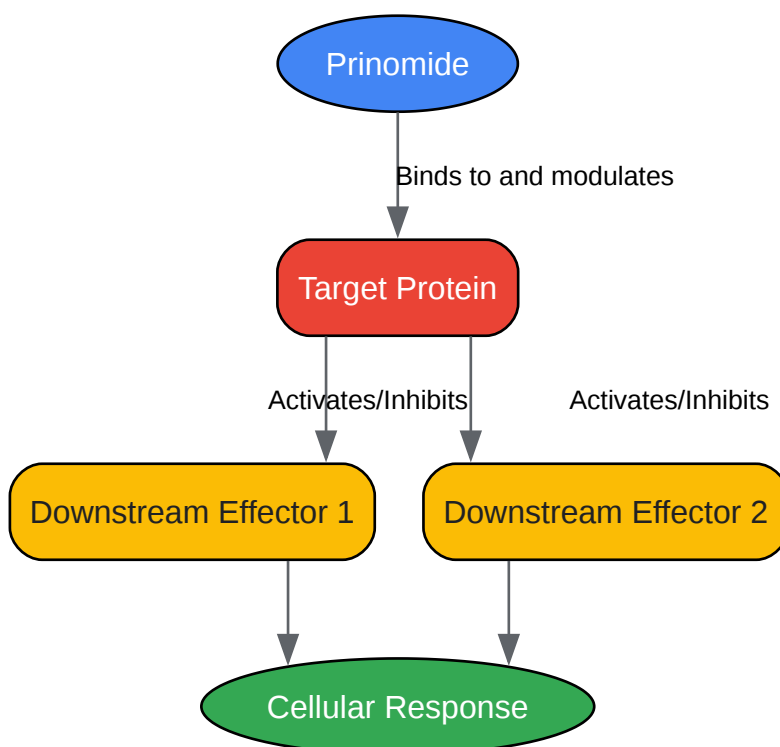 Prinomide
Binds to and modulates
Target Protein
Activates/Inhibits
Activates/Inhibits
Downstream Effector 1
Downstream Effector 2
Cellular Response